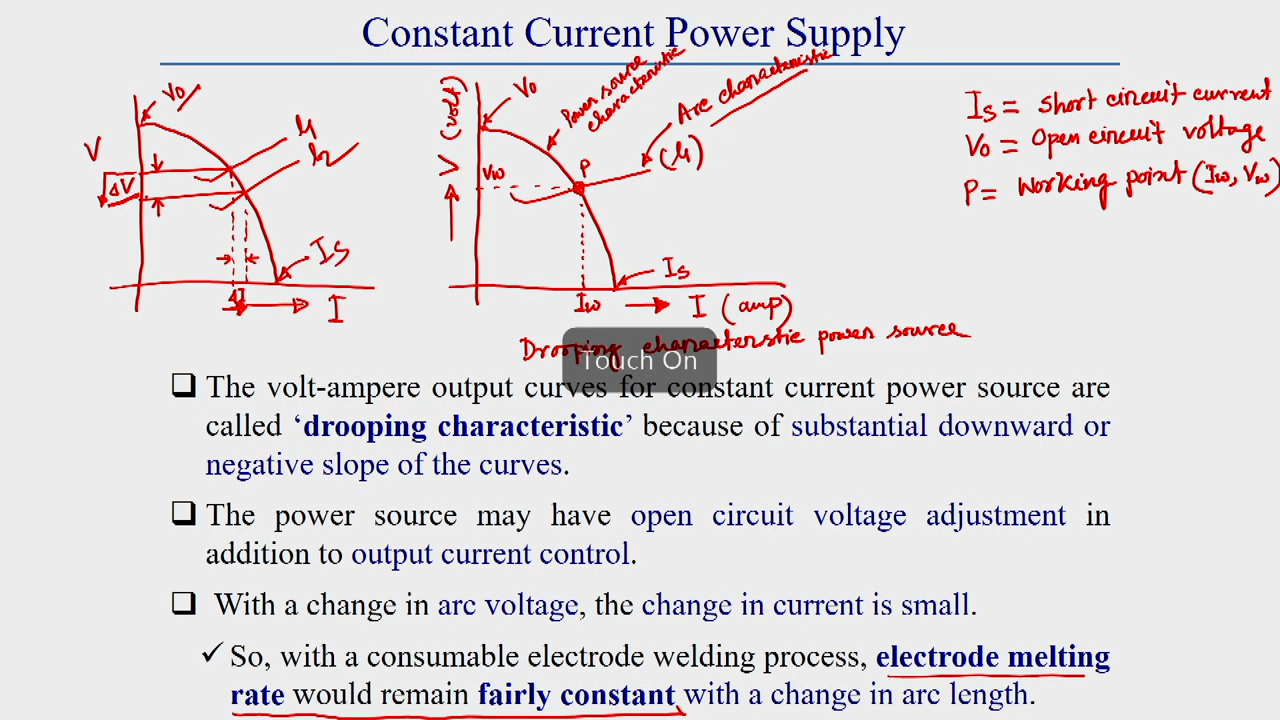 Constant Current Power Supply
V₀
V
ΔV
l₁
l₂
Iₛ
ΔI
I
V (volt)
V₀
Power source
characteristic
Arc characteristic
(l₁)
P
Vw
Iw
Iₛ
I (amp)
Drooping characteristic power source
Iₛ = Short circuit current
V₀ = Open circuit voltage
P = Working point (Iw, Vw)
Touch On
❑ The volt-ampere output curves for constant current power source are
called ‘drooping characteristic’ because of substantial downward or
negative slope of the curves.
❑ The power source may have open circuit voltage adjustment in
addition to output current control.
❑ With a change in arc voltage, the change in current is small.
✓ So, with a consumable electrode welding process, electrode melting
rate would remain fairly constant with a change in arc length.